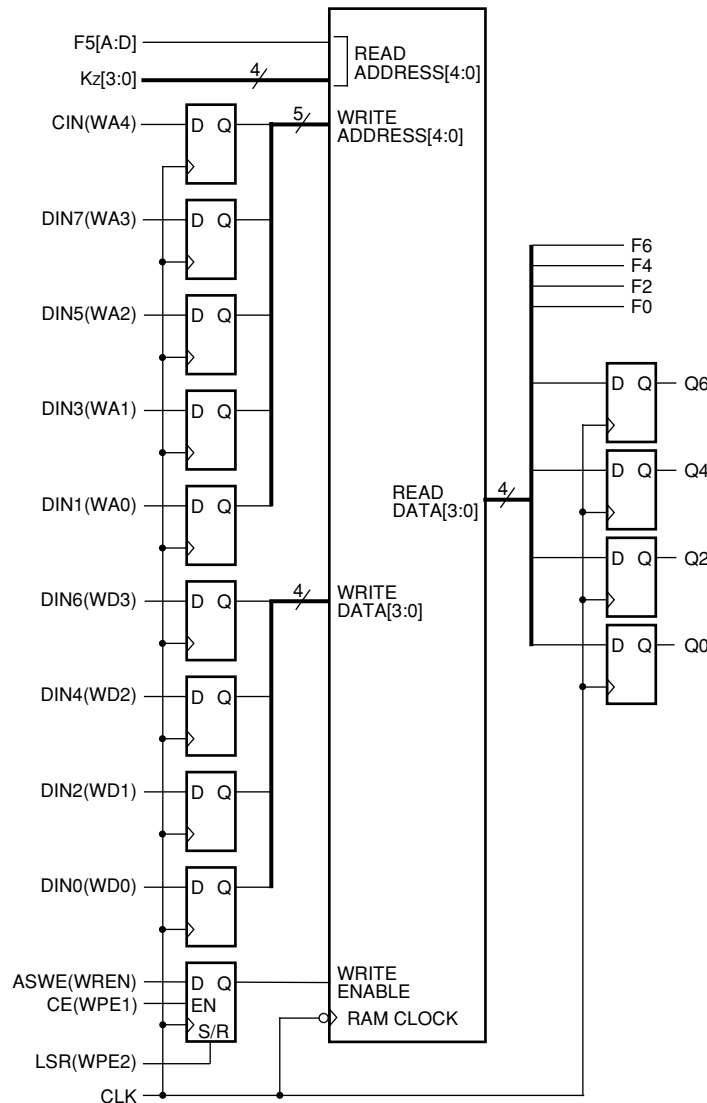 F5[A:D]
Kz[3:0]
4
READ
ADDRESS[4:0]
CIN(WA4)
D Q
5
WRITE
ADDRESS[4:0]
DIN7(WA3)
D Q
DIN5(WA2)
D Q
DIN3(WA1)
D Q
DIN1(WA0)
D Q
DIN6(WD3)
D Q
4
WRITE
DATA[3:0]
DIN4(WD2)
D Q
DIN2(WD1)
D Q
DIN0(WD0)
D Q
ASWE(WREN)
D Q
CE(WPE1)
EN
S/R
LSR(WPE2)
CLK
WRITE
ENABLE
RAM CLOCK
READ
DATA[3:0]
4
F6
F4
F2
F0
D Q
Q6
D Q
Q4
D Q
Q2
D Q
Q0